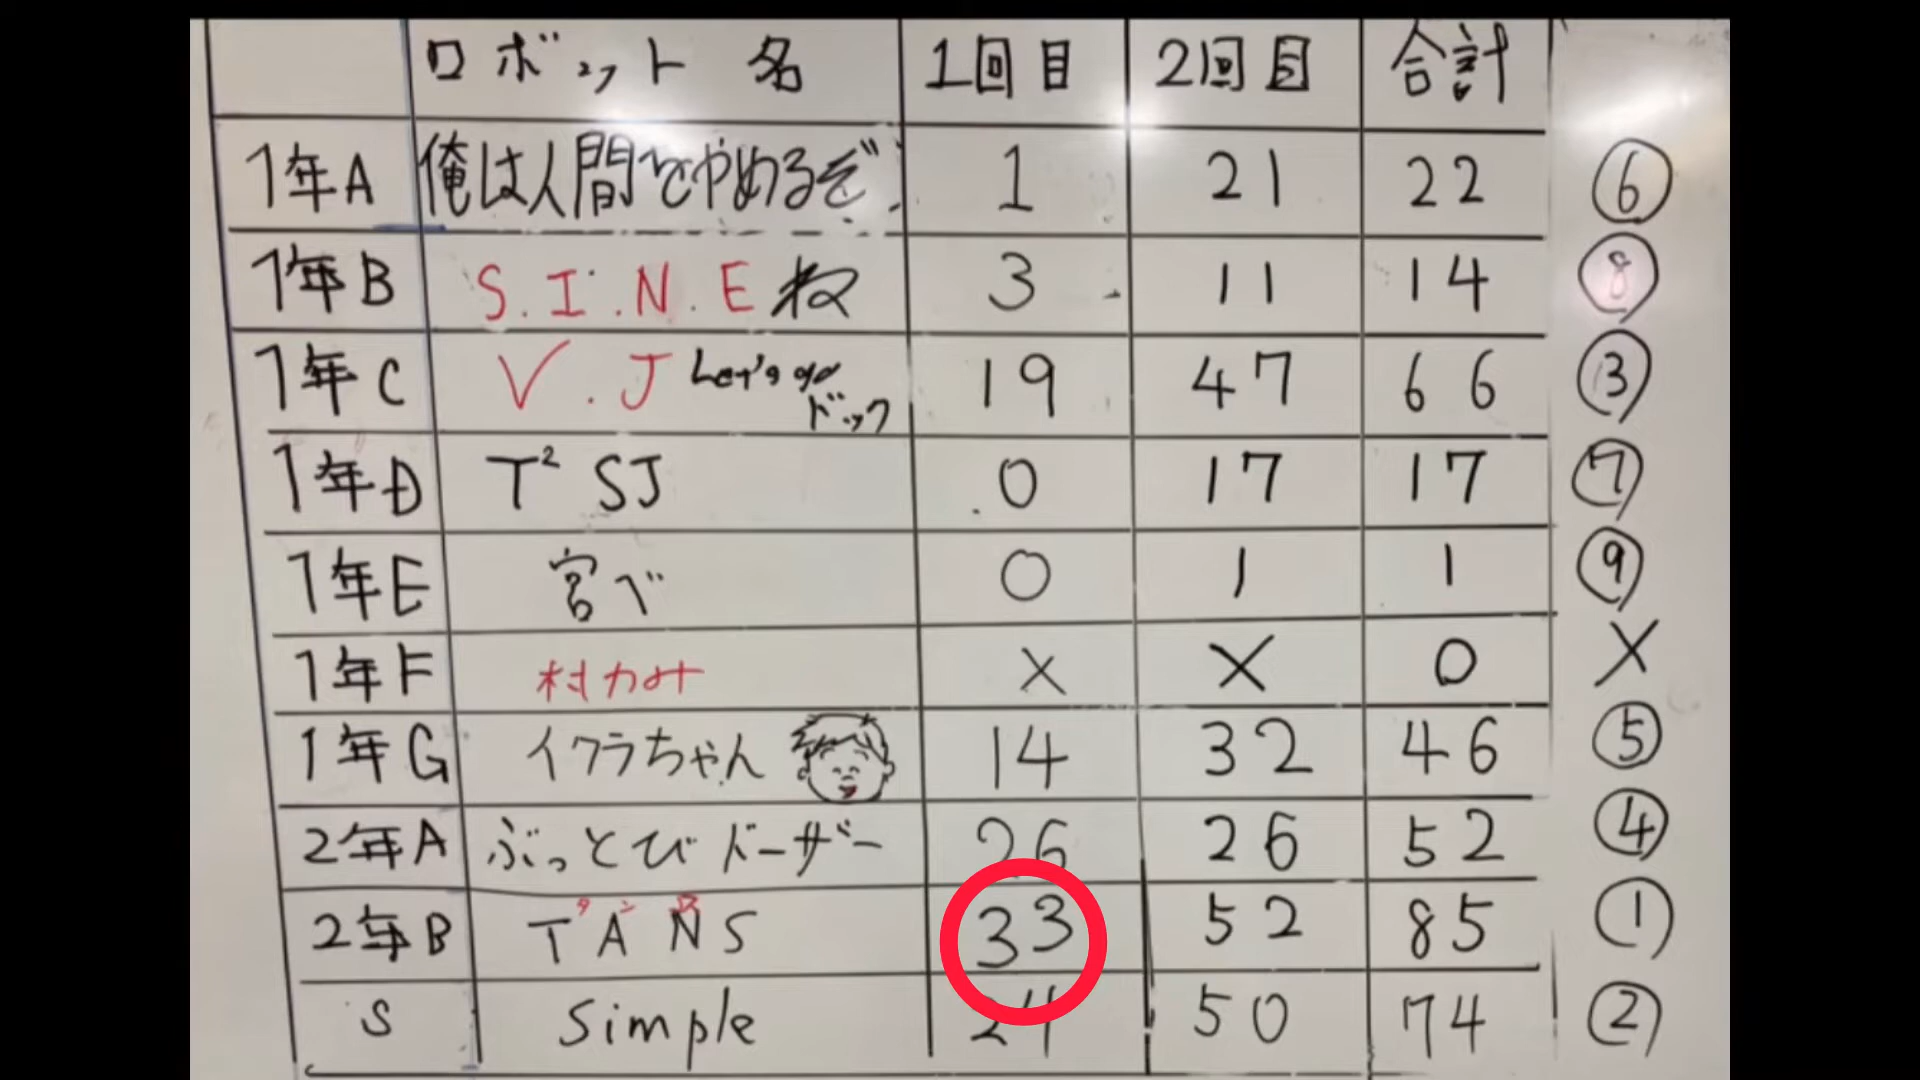 ロボット名 1回目 2回目 合計
1年A 俺は人間をやめるぞ! 1 21 22 ⑥
1年B S.I.N.E ね 3 11 14 ⑧
1年C V.J Let's go ドック 19 47 66 ③
1年D T² SJ 0 17 17 ⑦
1年E 宮べ 0 1 1 ⑨
1年F 村カみ × × 0 ×
1年G イクラちゃん 14 32 46 ⑤
2年A ぶっとびドーザー 26 26 52 ④
タンス
2年B TANS 33 52 85 ①
S Simple 24 50 74 ②